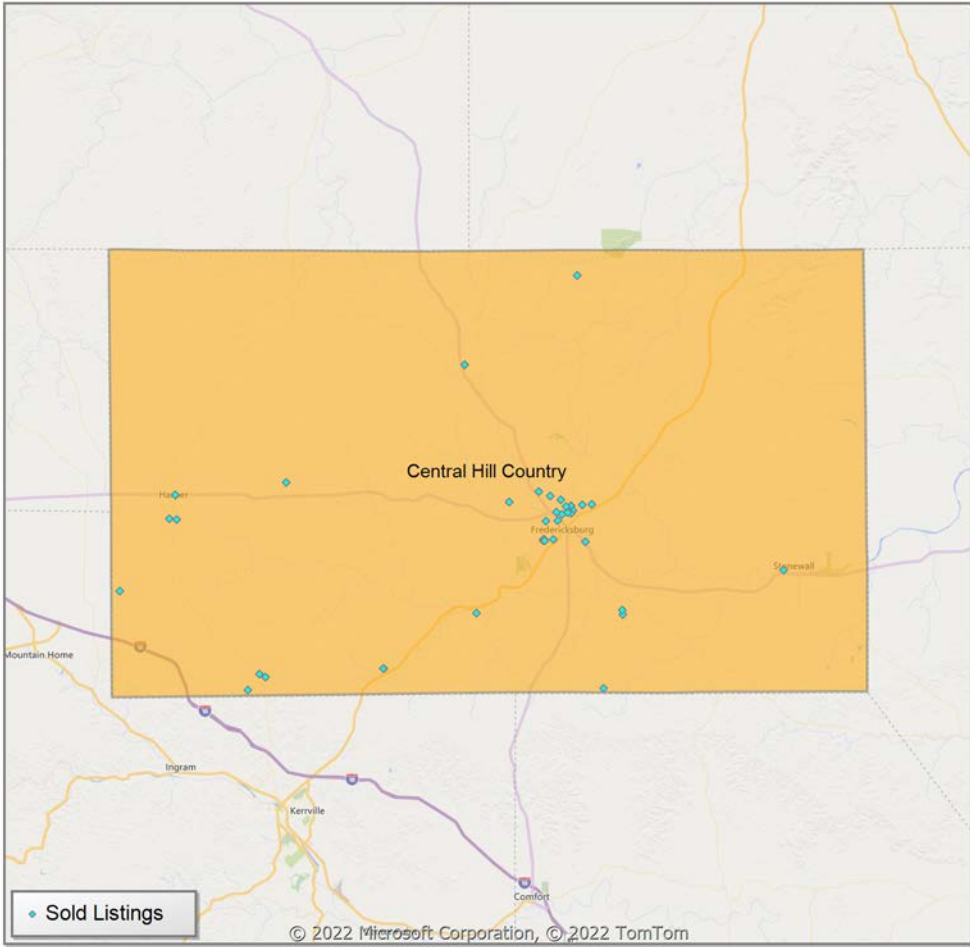 Central Hill Country
Harper
Fredericksburg
Stonewall
Mountain Home
Ingram
Kerrville
Comfort
Sold Listings
© 2022 Microsoft Corporation, © 2022 TomTom